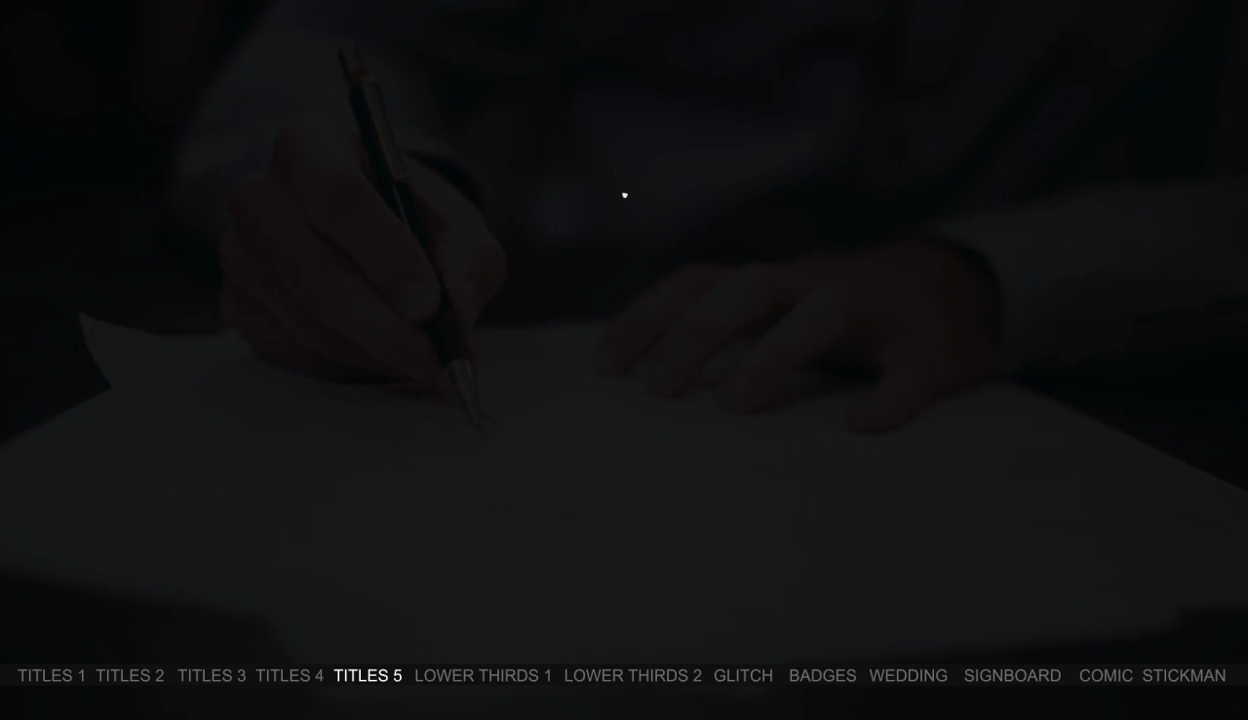 TITLES 1 TITLES 2 TITLES 3 TITLES 4 TITLES 5 LOWER THIRDS 1 LOWER THIRDS 2 GLITCH BADGES WEDDING SIGNBOARD COMIC STICKMAN